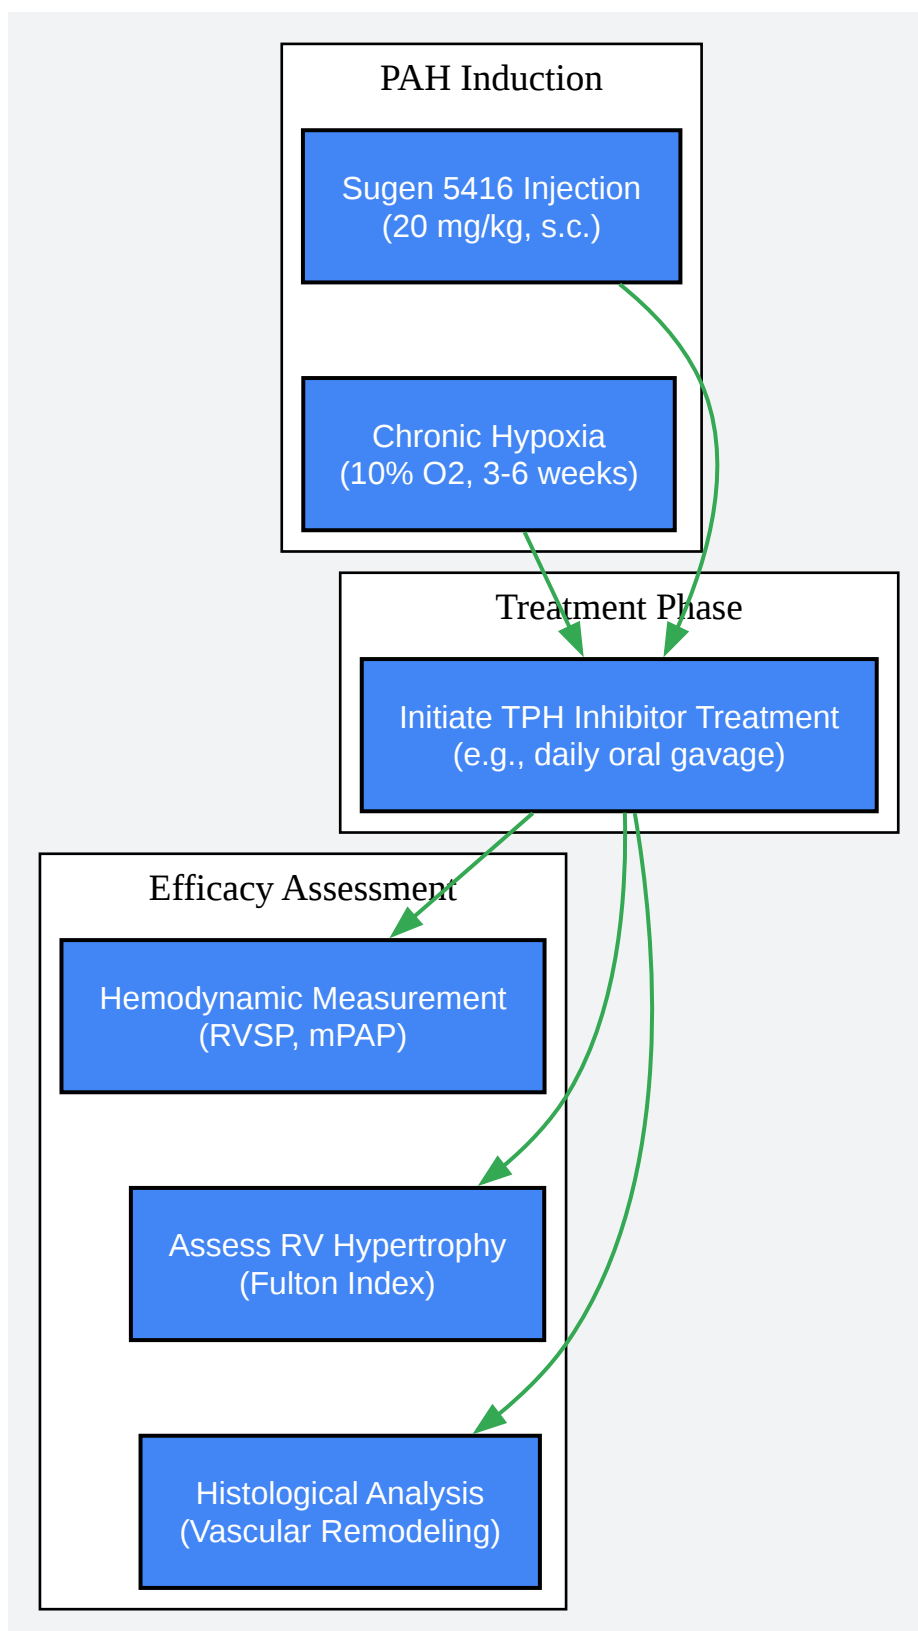 PAH Induction
Sugen 5416 Injection
(20 mg/kg, s.c.)
Chronic Hypoxia
(10% O2, 3-6 weeks)
Treatment Phase
Initiate TPH Inhibitor Treatment
(e.g., daily oral gavage)
Efficacy Assessment
Hemodynamic Measurement
(RVSP, mPAP)
Assess RV Hypertrophy
(Fulton Index)
Histological Analysis
(Vascular Remodeling)